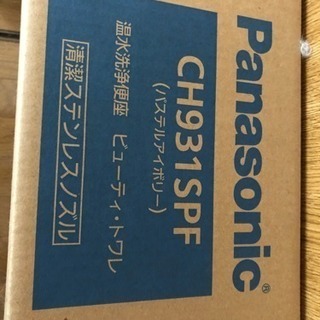 Panasonic®
CH931SPF
(パステルアイボリー)
温水洗浄便座 ビューティ・トワレ
清潔ステンレスノズル